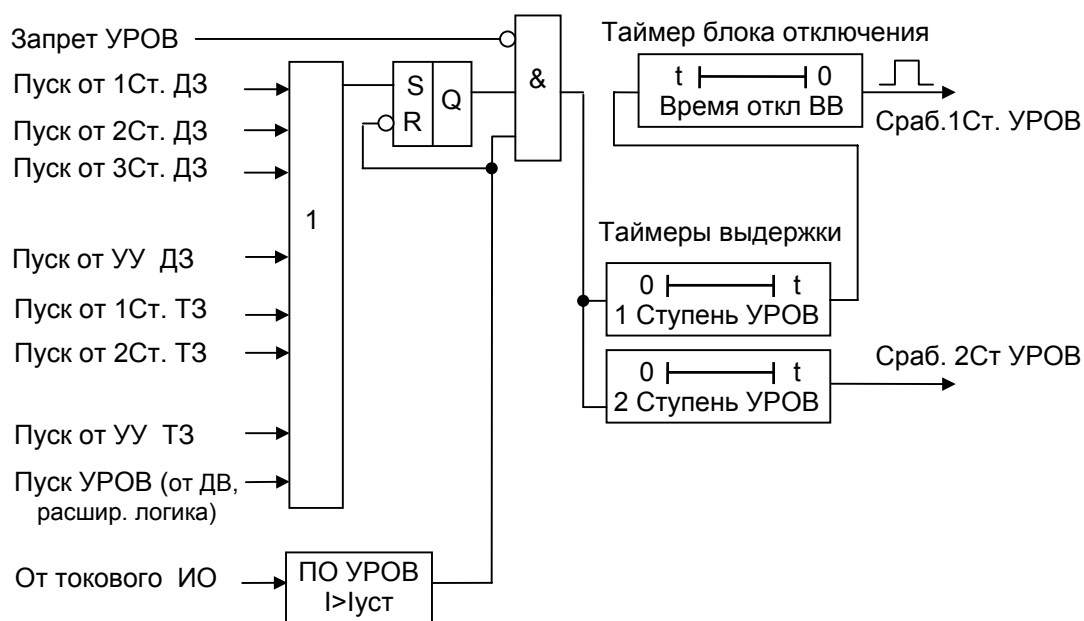 Запрет УРОВ
Пуск от 1Ст. ДЗ
Пуск от 2Ст. ДЗ
Пуск от 3Ст. ДЗ
Пуск от УУ ДЗ
Пуск от 1Ст. ТЗ
Пуск от 2Ст. ТЗ
Пуск от УУ ТЗ
Пуск УРОВ (от ДВ,
расшир. логика)
От токового ИО
1
S
R
Q
&
ПО УРОВ
I>Iуст
Таймер блока отключения
t 0
Время откл ВВ
Сраб.1Ст. УРОВ
Таймеры выдержки
0 t
1 Ступень УРОВ
0 t
2 Ступень УРОВ
Сраб. 2Ст УРОВ